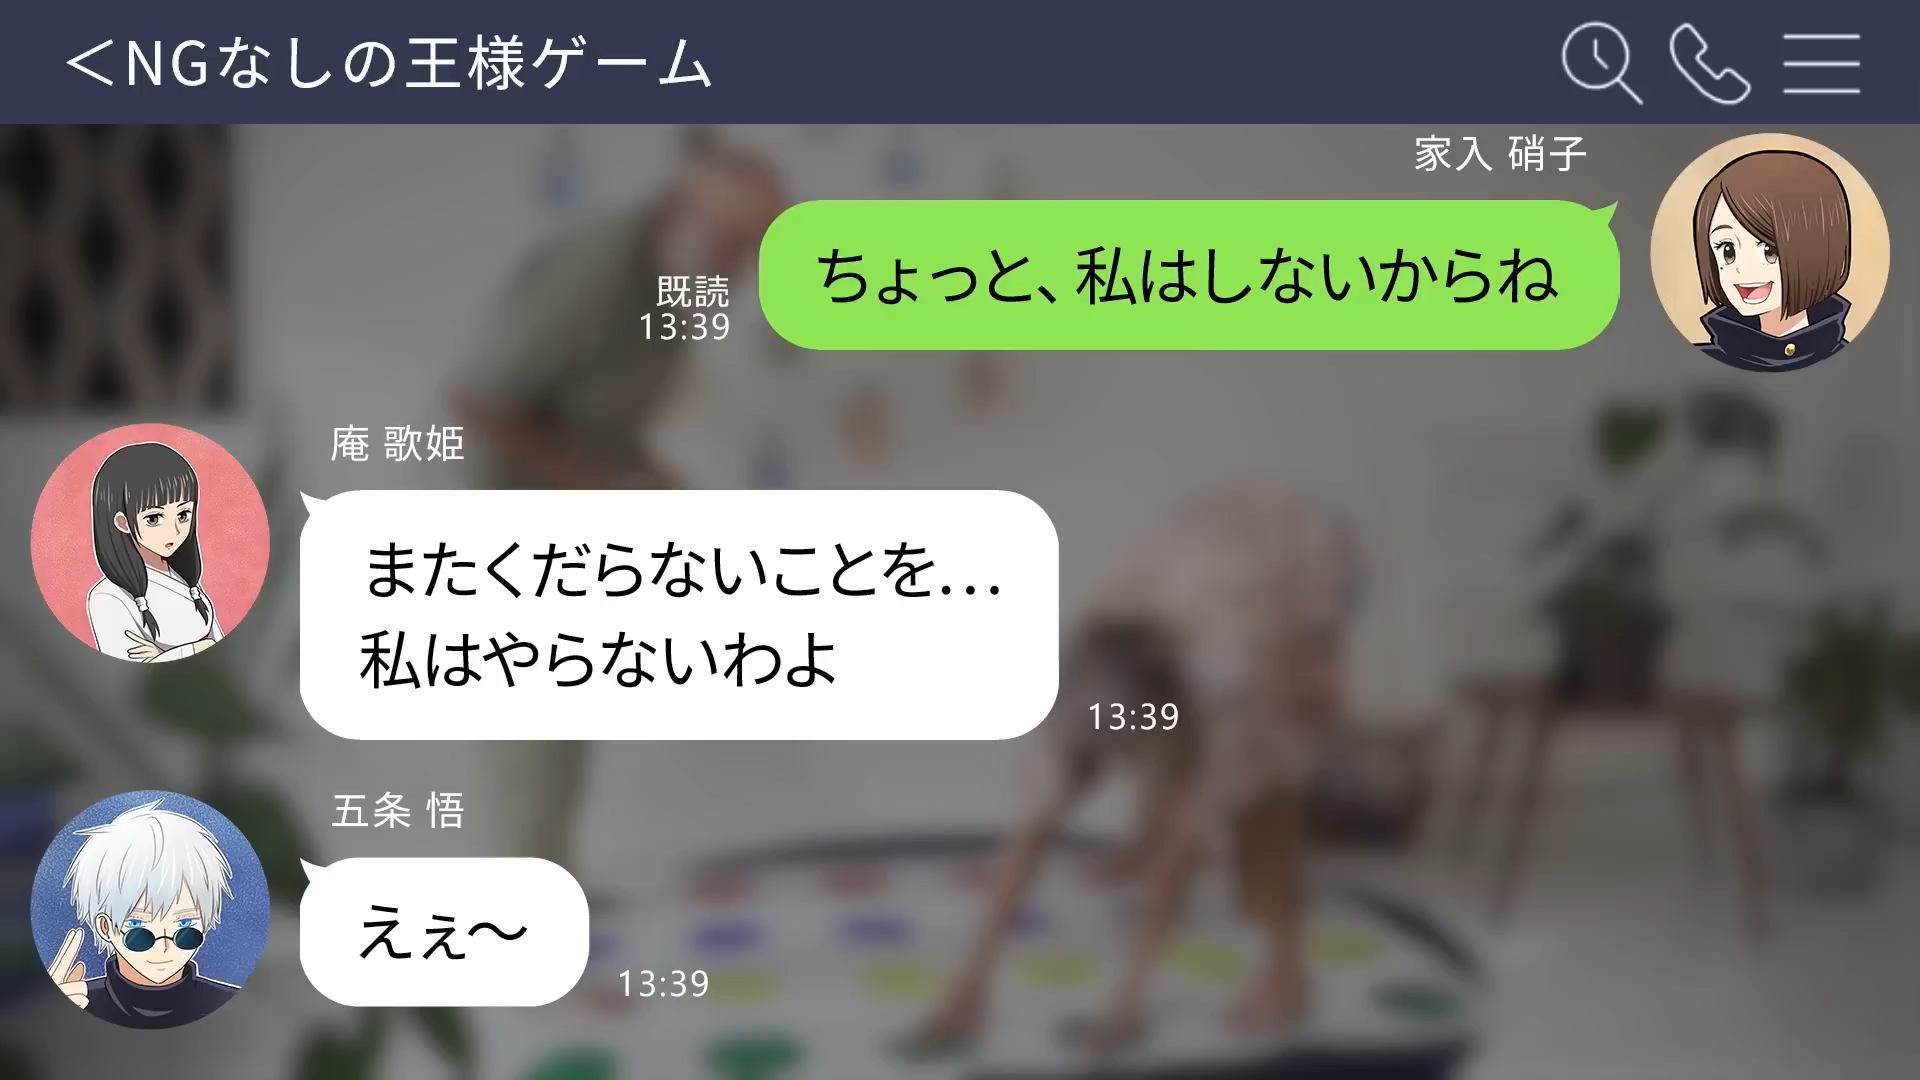 ＜NGなしの王様ゲーム
家入 硝子
ちょっと、私はしないからね
既読
13:39
庵 歌姫
またくだらないことを…
私はやらないわよ
13:39
五条 悟
えぇ～
13:39